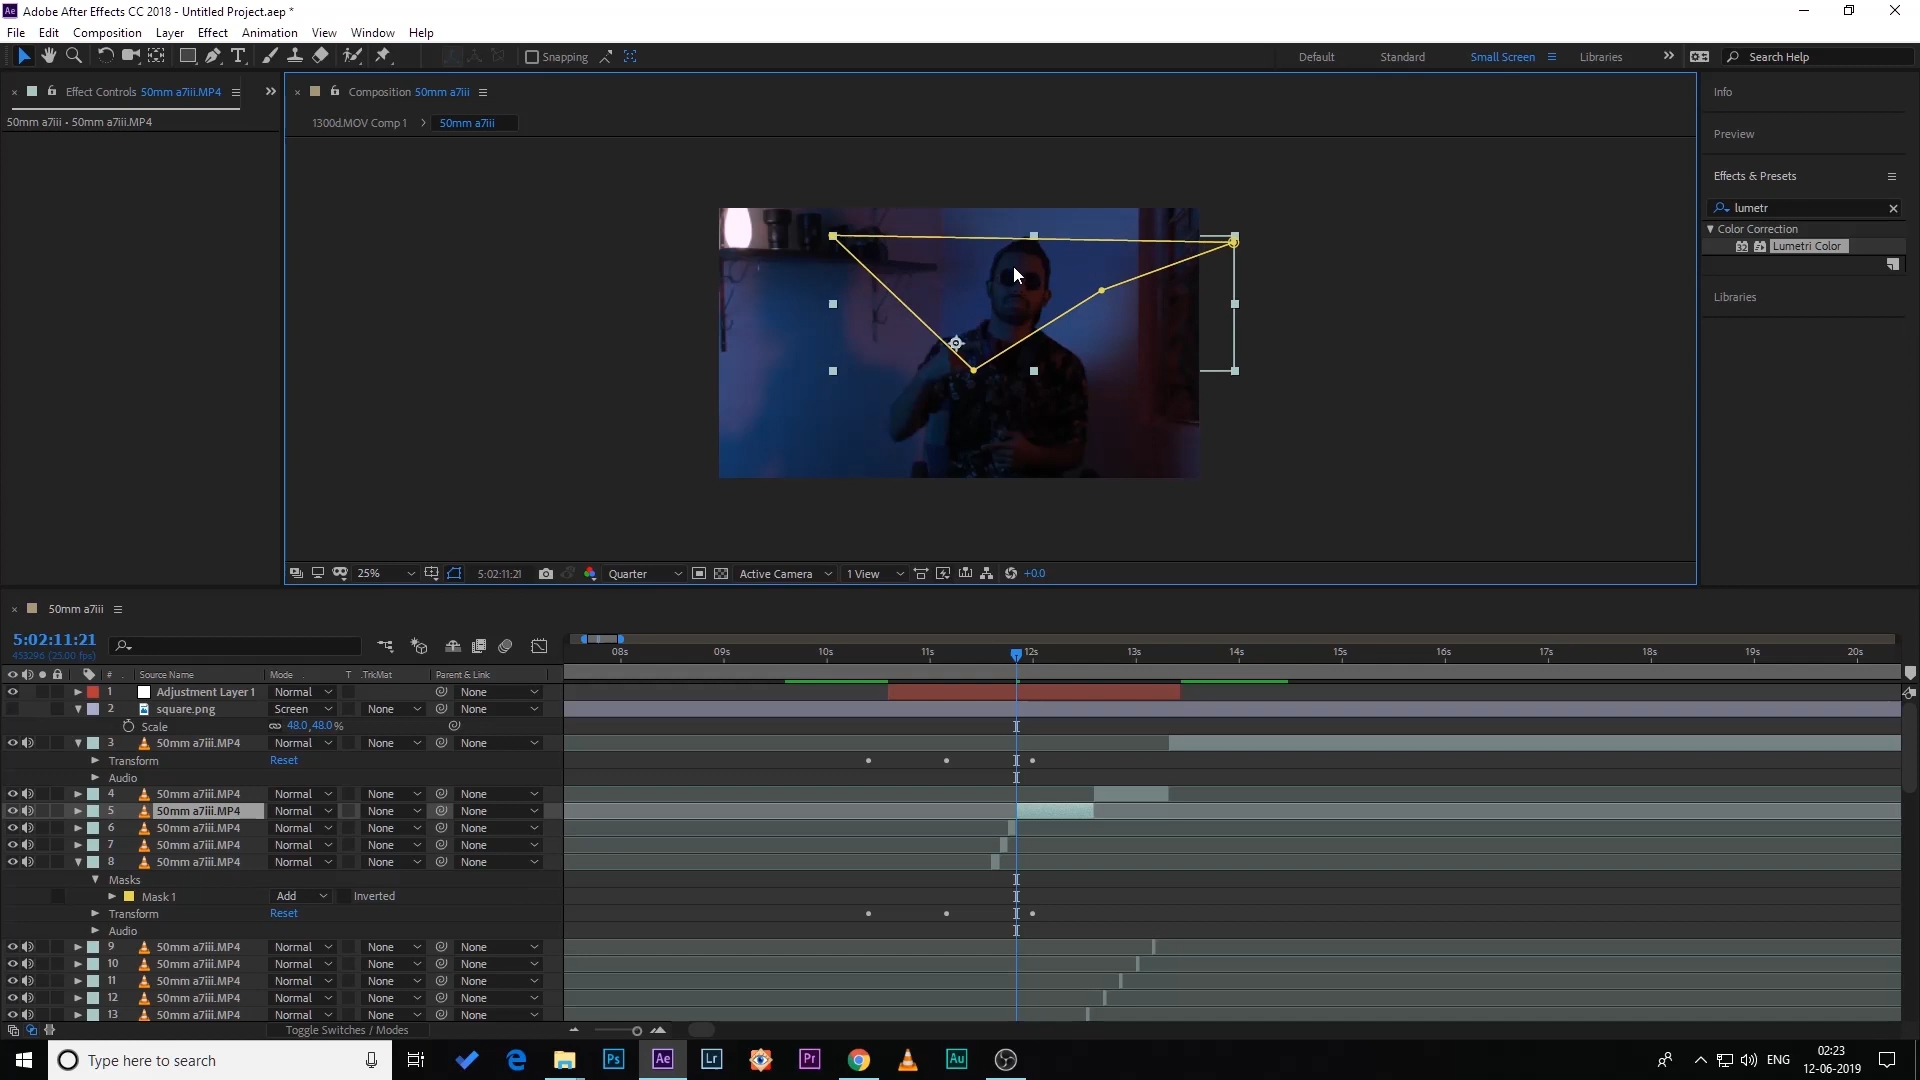 Adobe After Effects CC 2018 - Untitled Project.aep *
File Edit Composition Layer Effect Animation View Window Help
Snapping
Default Standard Small Screen Libraries Search Help
Effect Controls 50mm a7iii.MP4
50mm a7iii • 50mm a7iii.MP4
Composition 50mm a7iii
1300d.MOV Comp 1 50mm a7iii
Info
Preview
Effects & Presets
lumetr
Color Correction
Lumetri Color
Libraries
25% 5:02:11:21 Quarter Active Camera 1 View +0.0
50mm a7iii
5:02:11:21
453296 (25.00 fps)
08s 09s 10s 11s 12s 13s 14s 15s 16s 17s 18s 19s 20s
# Source Name Mode T .TrkMat Parent & Link
1 Adjustment Layer 1 Normal None
2 square.png Screen None None
Scale 48.0,48.0%
3 50mm a7iii.MP4 Normal None None
Transform Reset
Audio
4 50mm a7iii.MP4 Normal None None
5 50mm a7iii.MP4 Normal None None
6 50mm a7iii.MP4 Normal None None
7 50mm a7iii.MP4 Normal None None
8 50mm a7iii.MP4 Normal None None
Masks
Mask 1 Add Inverted
Transform Reset
Audio
9 50mm a7iii.MP4 Normal None None
10 50mm a7iii.MP4 Normal None None
11 50mm a7iii.MP4 Normal None None
12 50mm a7iii.MP4 Normal None None
13 50mm a7iii.MP4 Normal None None
Toggle Switches / Modes
Type here to search
Ps Ae Lr Pr Au
ENG
02:23
12-06-2019